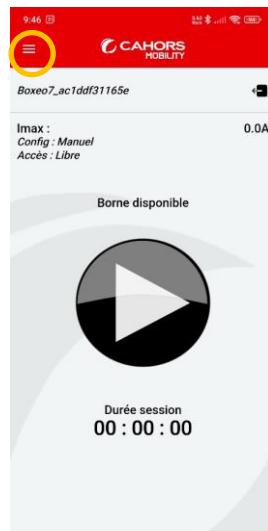 9:46
CAHORS
MOBILITY
Boxeo7_ac1ddf31165e
Imax :
0.0A
Config : Manuel
Accès : Libre
Borne disponible
Durée session
00 : 00 : 00